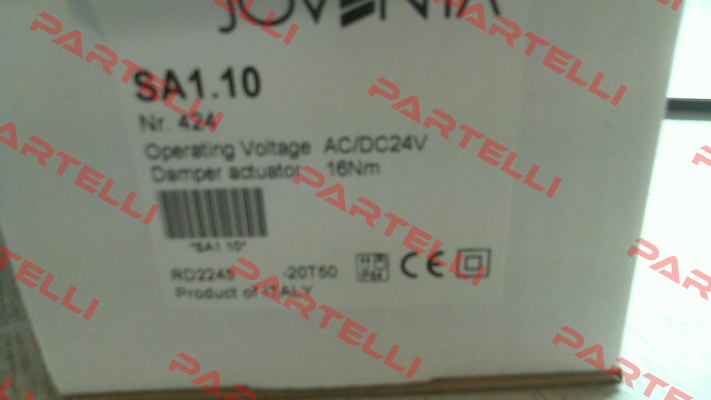 JOVENTA
SA1.10
Nr. 424
Operating Voltage AC/DC24V
Damper actuator 16Nm
"SA1.10"
RD2245 -20T50
CE
Product of ITALY
PARTELLI
PARTELLI
PARTELLI
PARTELLI
PARTELLI
PARTELLI
PARTELLI
PARTELLI
PARTELLI